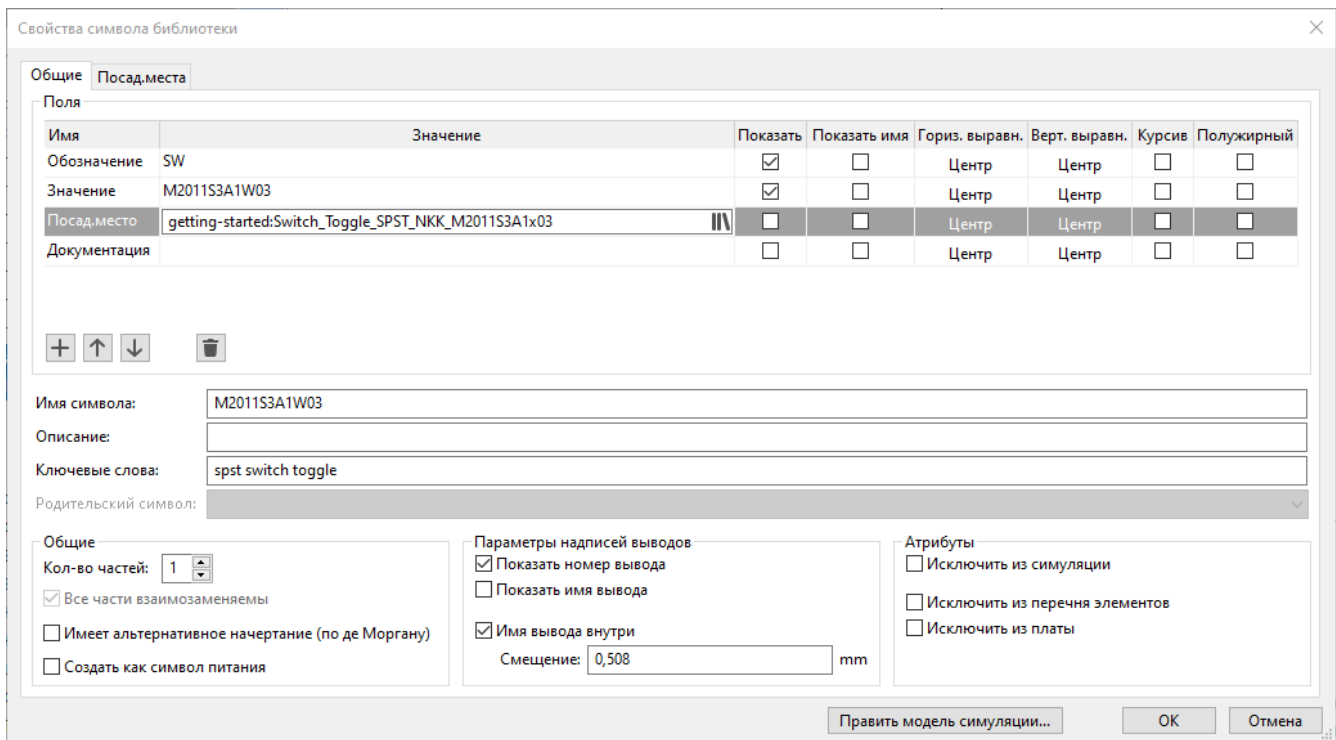 Свойства символа библиотеки
Общие Посад.места
Поля
Имя Значение Показать Показать имя Гориз. выравн. Верт. выравн. Курсив Полужирный
Обозначение SW Центр Центр
Значение M2011S3A1W03 Центр Центр
Посад.место getting-started:Switch_Toggle_SPST_NKK_M2011S3A1x03 Центр Центр
Документация Центр Центр
Имя символа: M2011S3A1W03
Описание:
Ключевые слова: spst switch toggle
Родительский символ:
Общие Параметры надписей выводов Атрибуты
Кол-во частей: 1 Показать номер вывода Исключить из симуляции
Все части взаимозаменяемы Показать имя вывода Исключить из перечня элементов
Имеет альтернативное начертание (по де Моргану) Имя вывода внутри Исключить из платы
Создать как символ питания Смещение: 0,508 mm
Править модель симуляции... OK Отмена